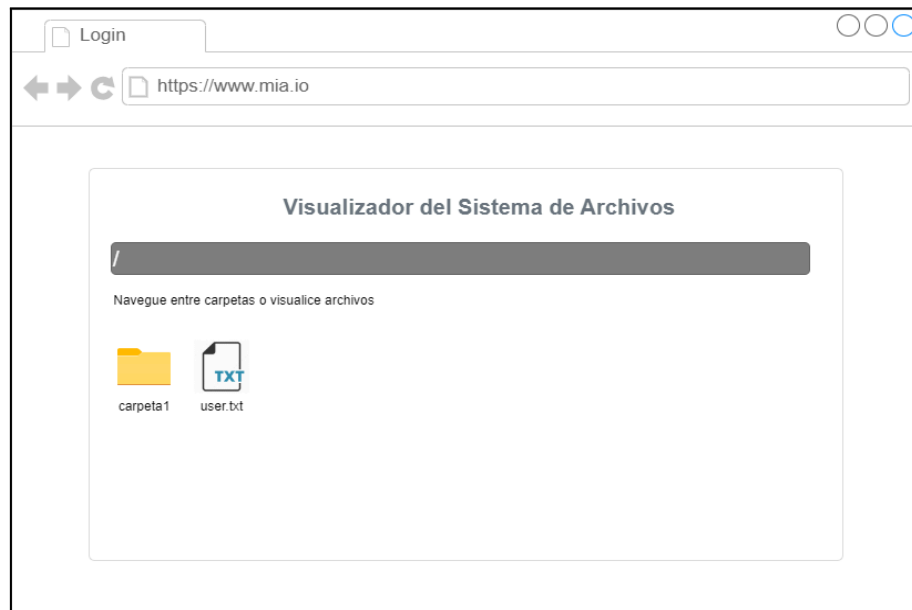 Login
https://www.mia.io
Visualizador del Sistema de Archivos
/
Navegue entre carpetas o visualice archivos
TXT
carpeta1 user.txt